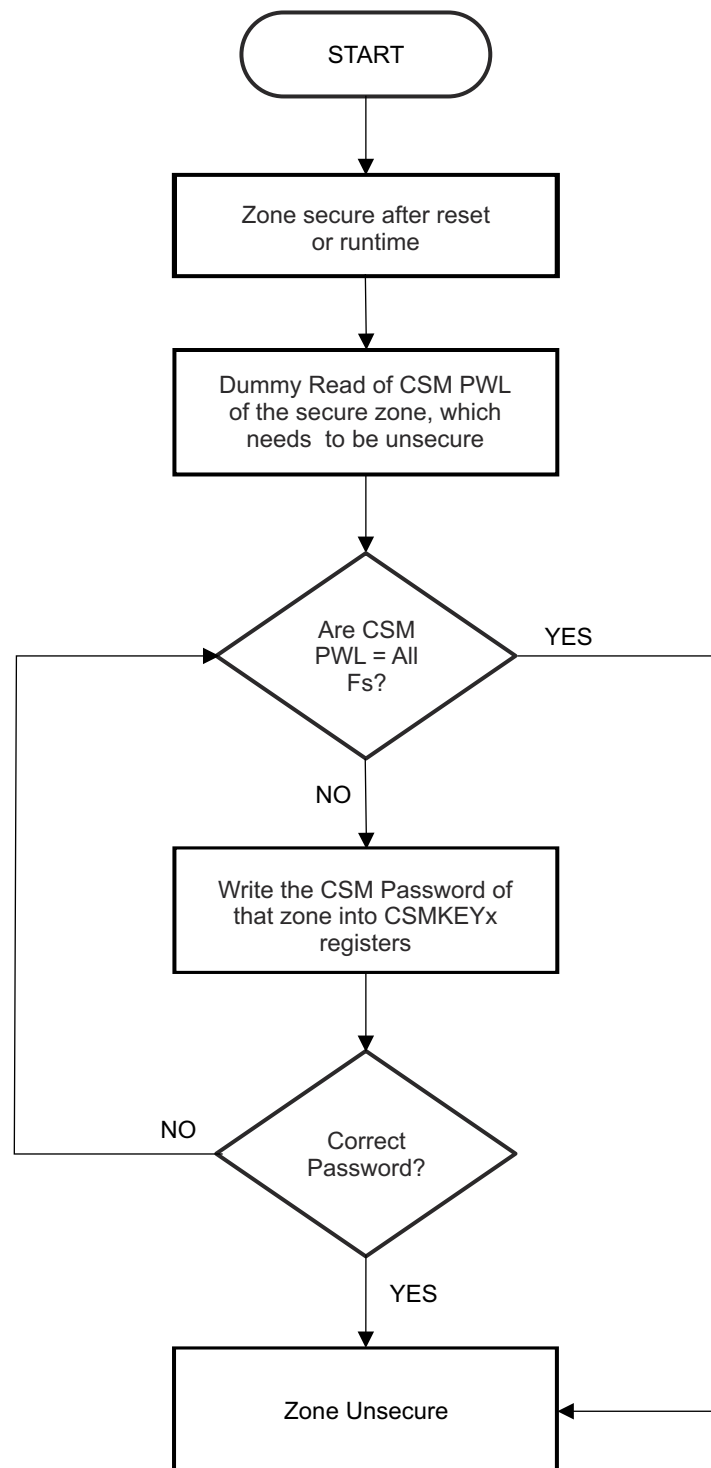 START
Zone secure after reset
or runtime
Dummy Read of CSM PWL
of the secure zone, which
needs to be unsecure
Are CSM
PWL = All
Fs?
YES
NO
Write the CSM Password of
that zone into CSMKEYx
registers
NO
Correct
Password?
YES
Zone Unsecure